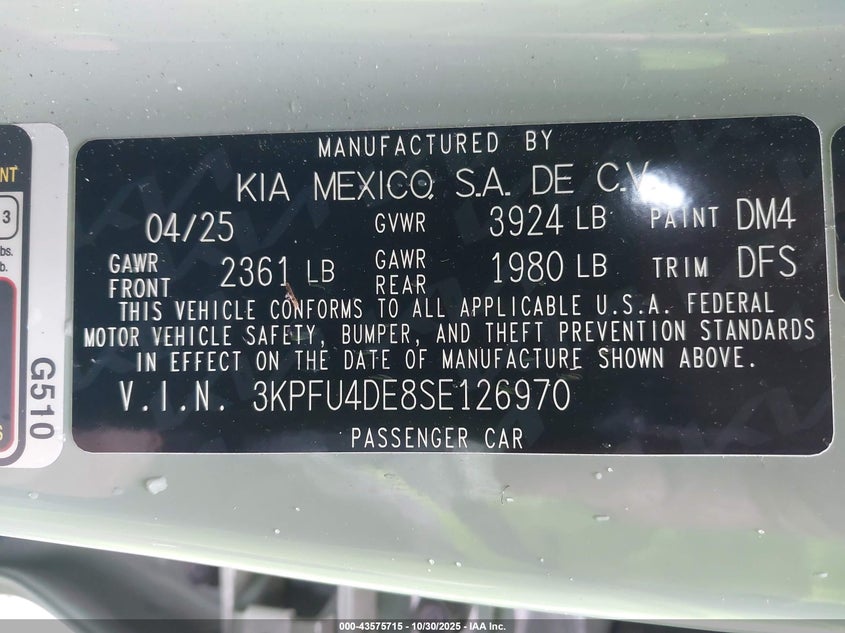 MANUFACTURED BY
KIA MEXICO, S.A. DE C.V.
04/25 GVWR 3924 LB PAINT DM4
GAWR FRONT 2361 LB GAWR REAR 1980 LB TRIM DFS
THIS VEHICLE CONFORMS TO ALL APPLICABLE U.S.A. FEDERAL
MOTOR VEHICLE SAFETY, BUMPER, AND THEFT PREVENTION STANDARDS
IN EFFECT ON THE DATE OF MANUFACTURE SHOWN ABOVE.
V.I.N. 3KPFU4DE8SE126970
PASSENGER CAR
NT
3
bs.
b.
S
G510
000-43575715 - 10/30/2025 - IAA Inc.